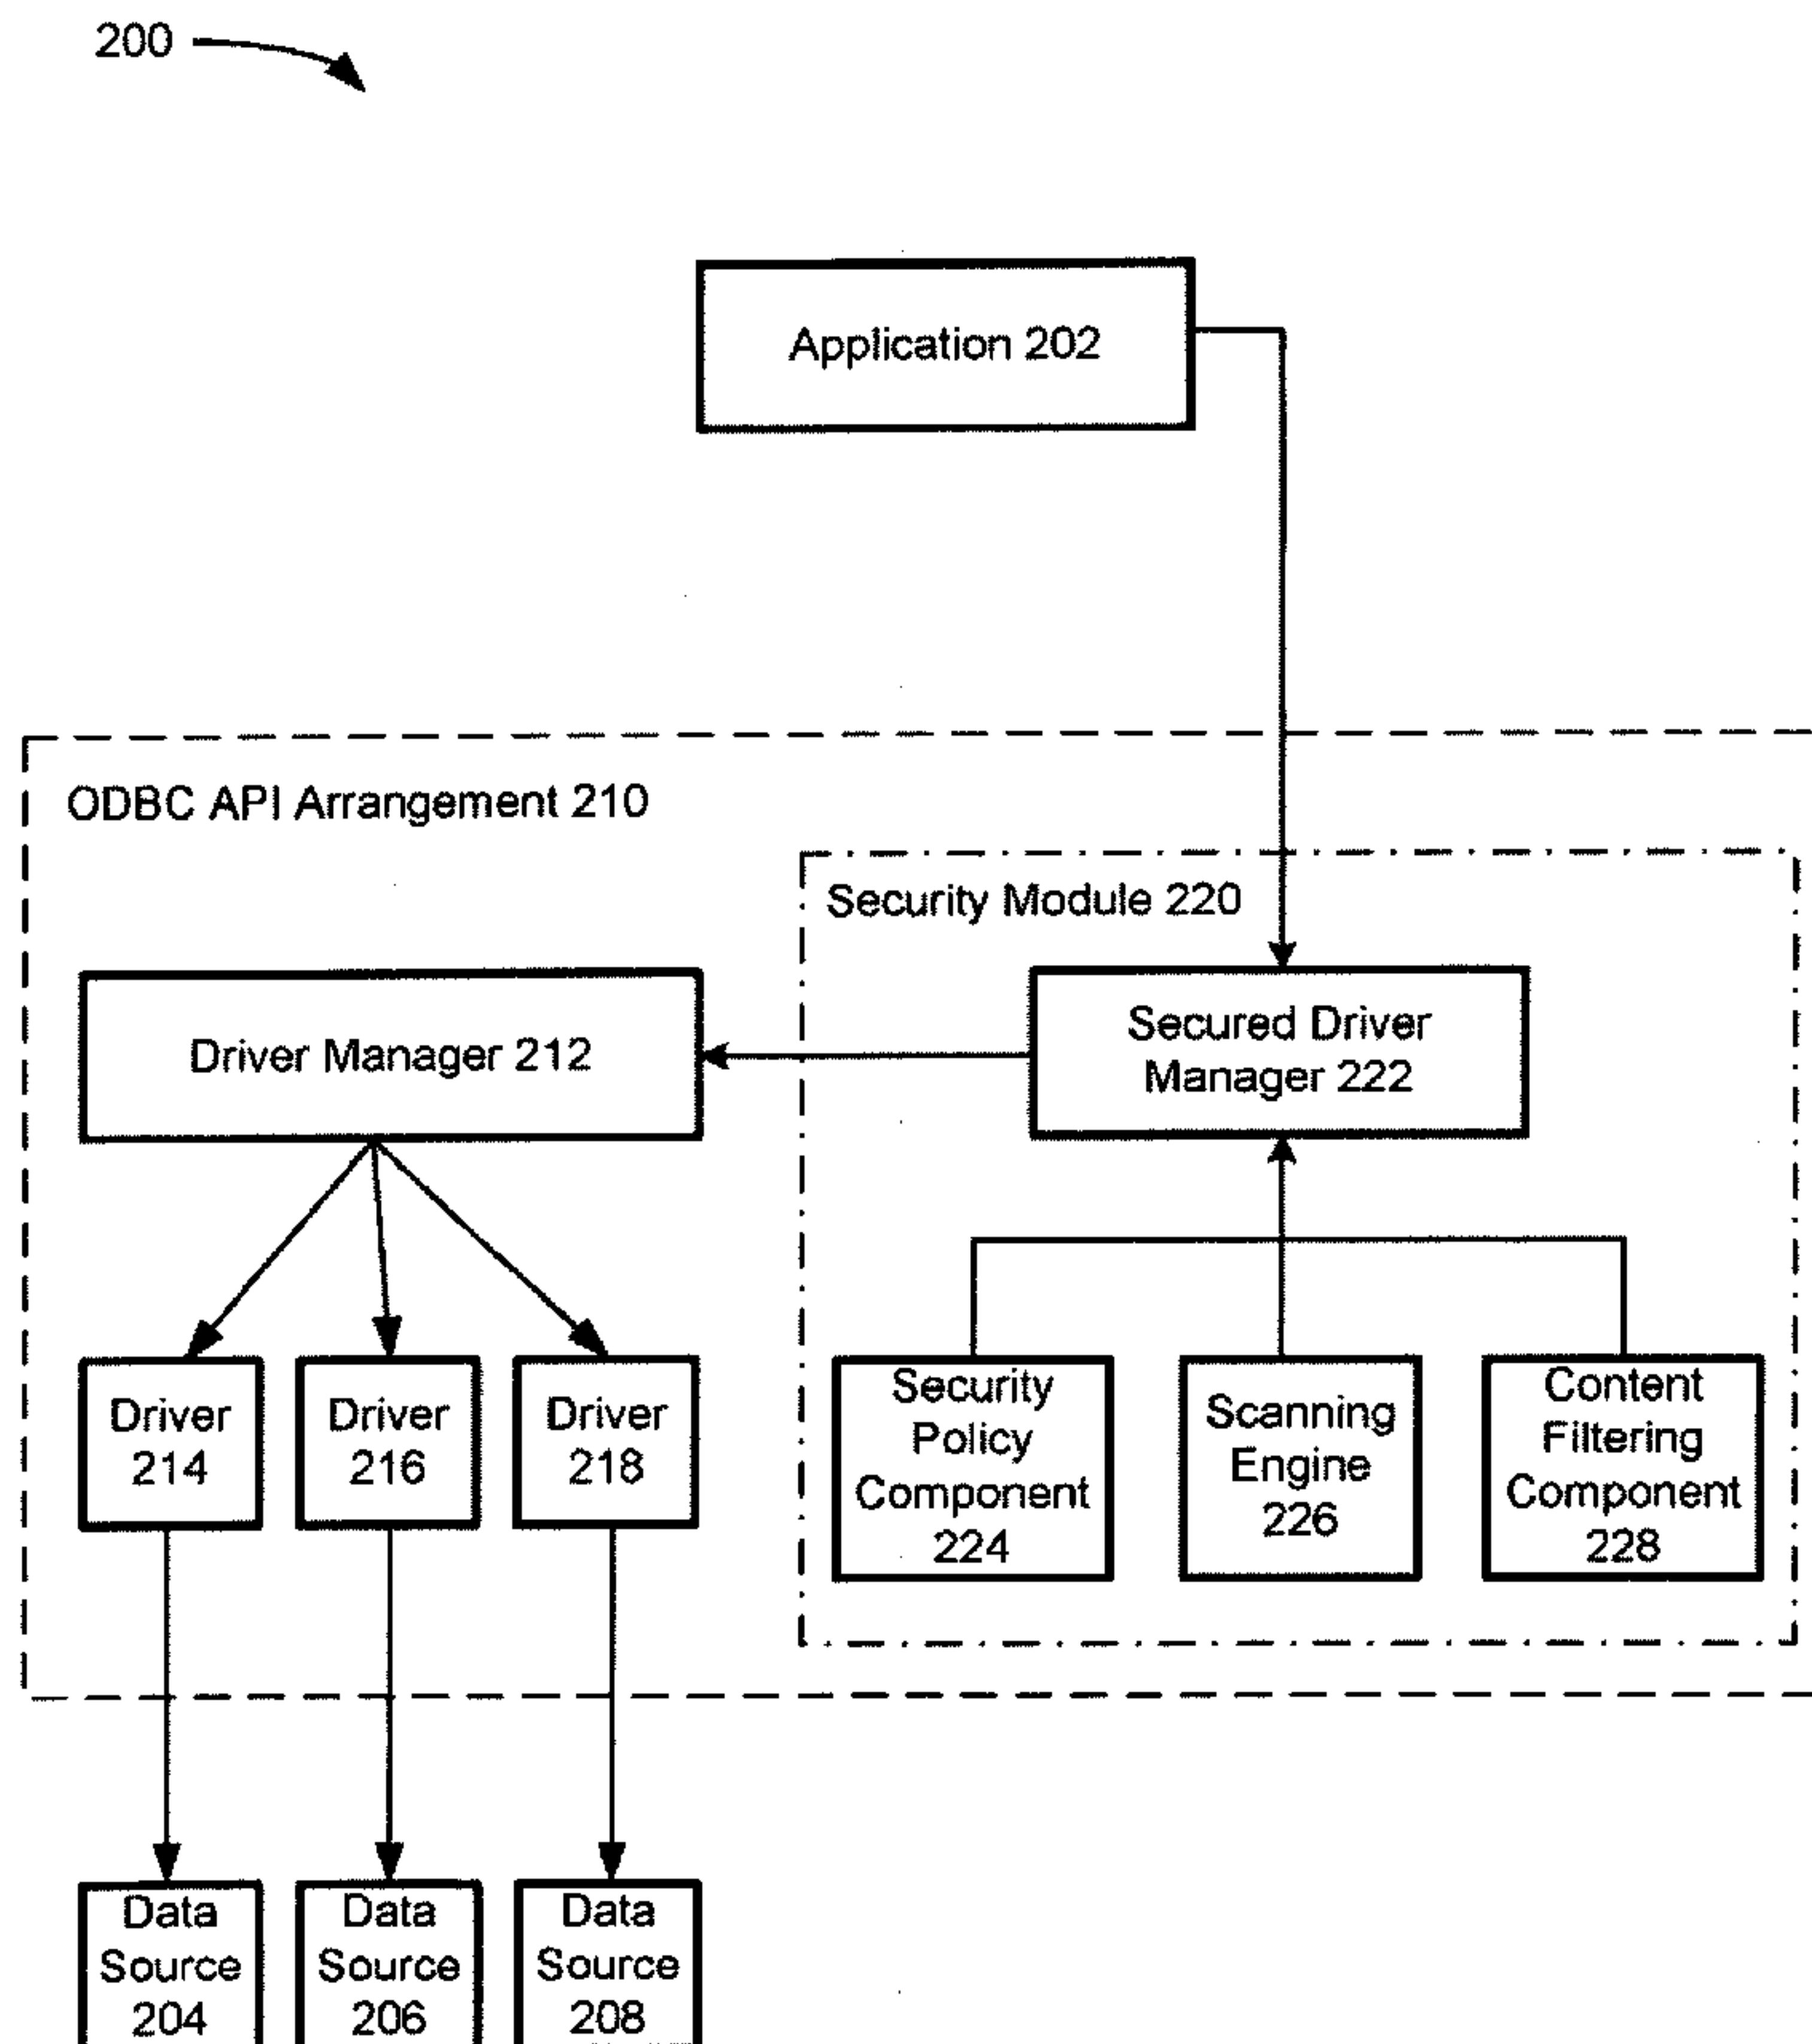 200
Application 202
ODBC API Arrangement 210
Security Module 220
Driver Manager 212
Secured Driver
Manager 222
Driver
214
Driver
216
Driver
218
Security
Policy
Component
224
Scanning
Engine
226
Content
Filtering
Component
228
Data
Source
204
Data
Source
206
Data
Source
208